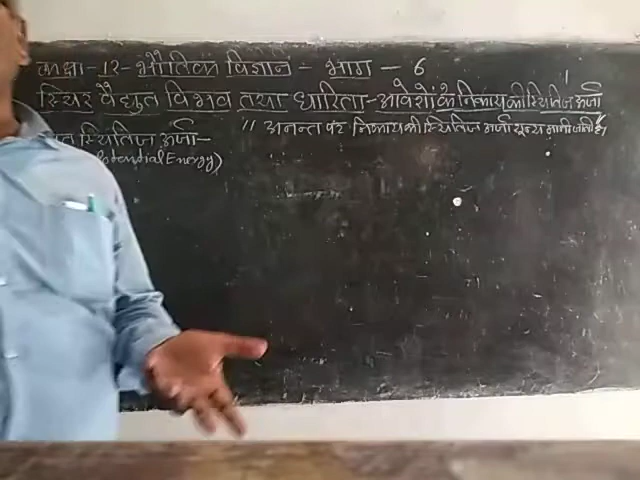 कक्षा - 12 - भौतिक विज्ञान - भाग - 6
स्थिर वैद्युत विभव तथा धारिता - आवेशों के निकाय की स्थितिज ऊर्जा
स्थितिज ऊर्जा -
Potential Energy)
" अनन्त पर निकाय की स्थितिज ऊर्जा शून्य मानी जाती है